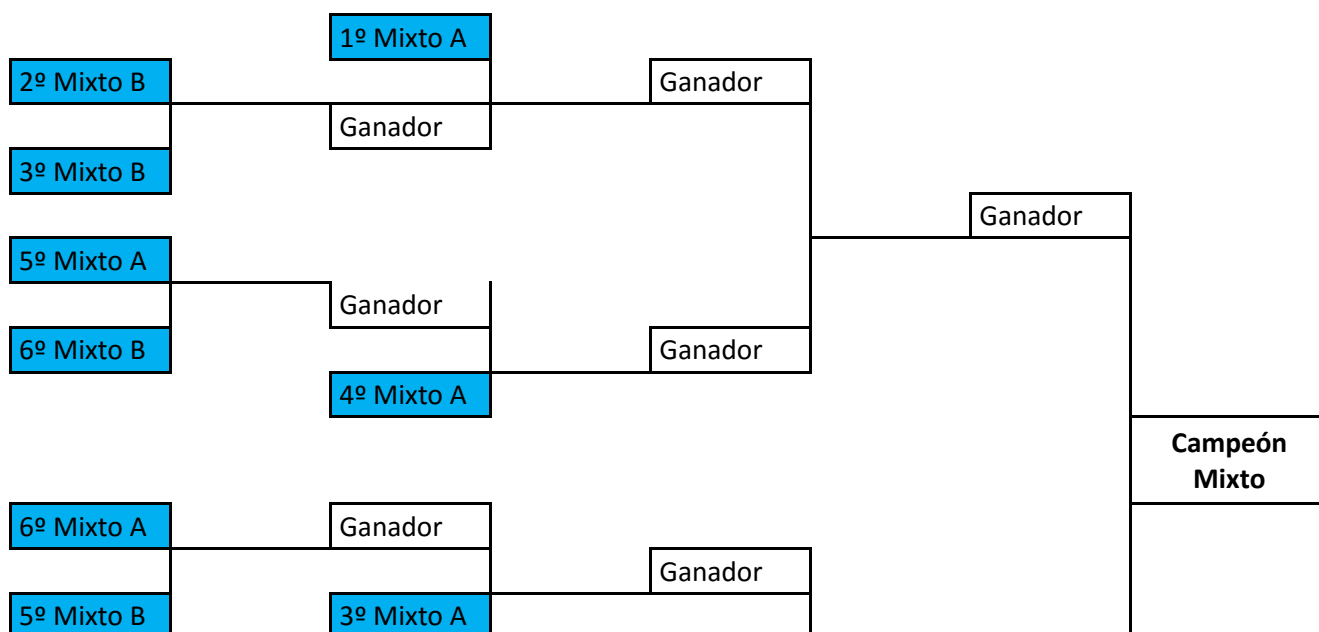 1º Mixto A
2º Mixto B
Ganador
Ganador
3º Mixto B
Ganador
5º Mixto A
Ganador
6º Mixto B
Ganador
4º Mixto A
Campeón
Mixto
6º Mixto A
Ganador
Ganador
5º Mixto B
3º Mixto A